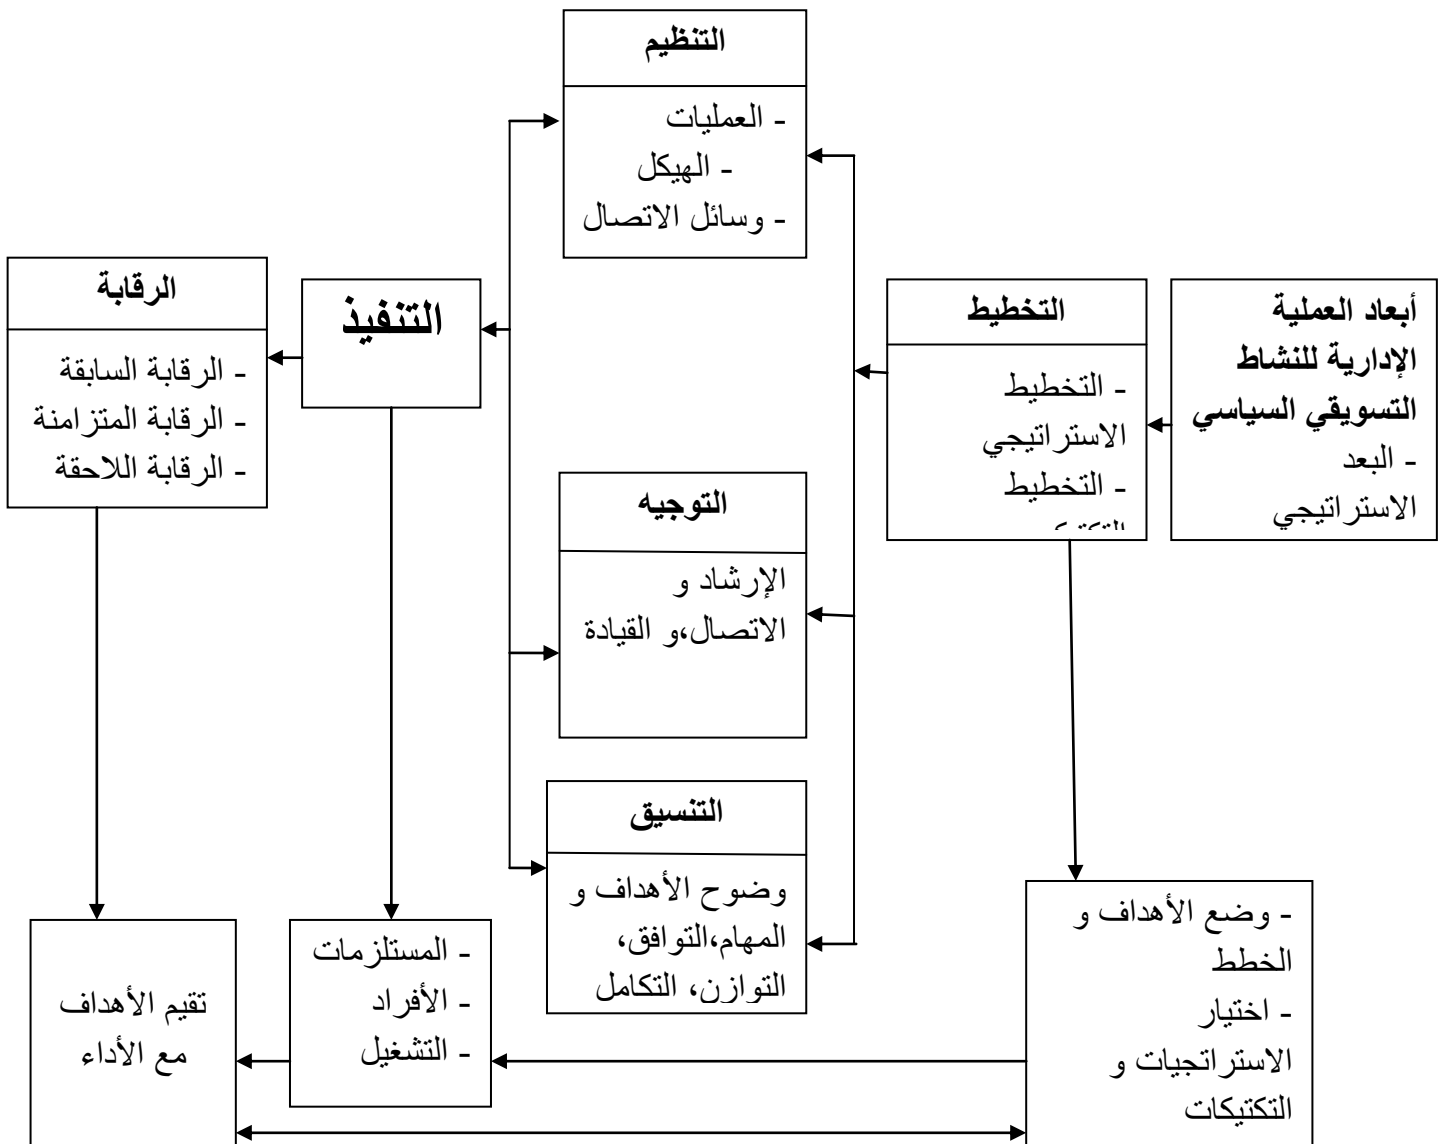 التنظيم
- العمليات
- الهيكل
- وسائل الاتصال
أبعاد العملية
الإدارية للنشاط
التسويقي السياسي
- البعد
الاستراتيجي
التخطيط
- التخطيط
الاستراتيجي
- التخطيط
التنفيذ
الرقابة
- الرقابة السابقة
- الرقابة المتزامنة
- الرقابة اللاحقة
التوجيه
الإرشاد و
الاتصال،و القيادة
التنسيق
وضوح الأهداف و
المهام،التوافق،
التوازن، التكامل
- وضع الأهداف و
الخطط
- اختيار
الاستراتجيات و
التكتيكات
- المستلزمات
- الأفراد
- التشغيل
تقيم الأهداف
مع الأداء